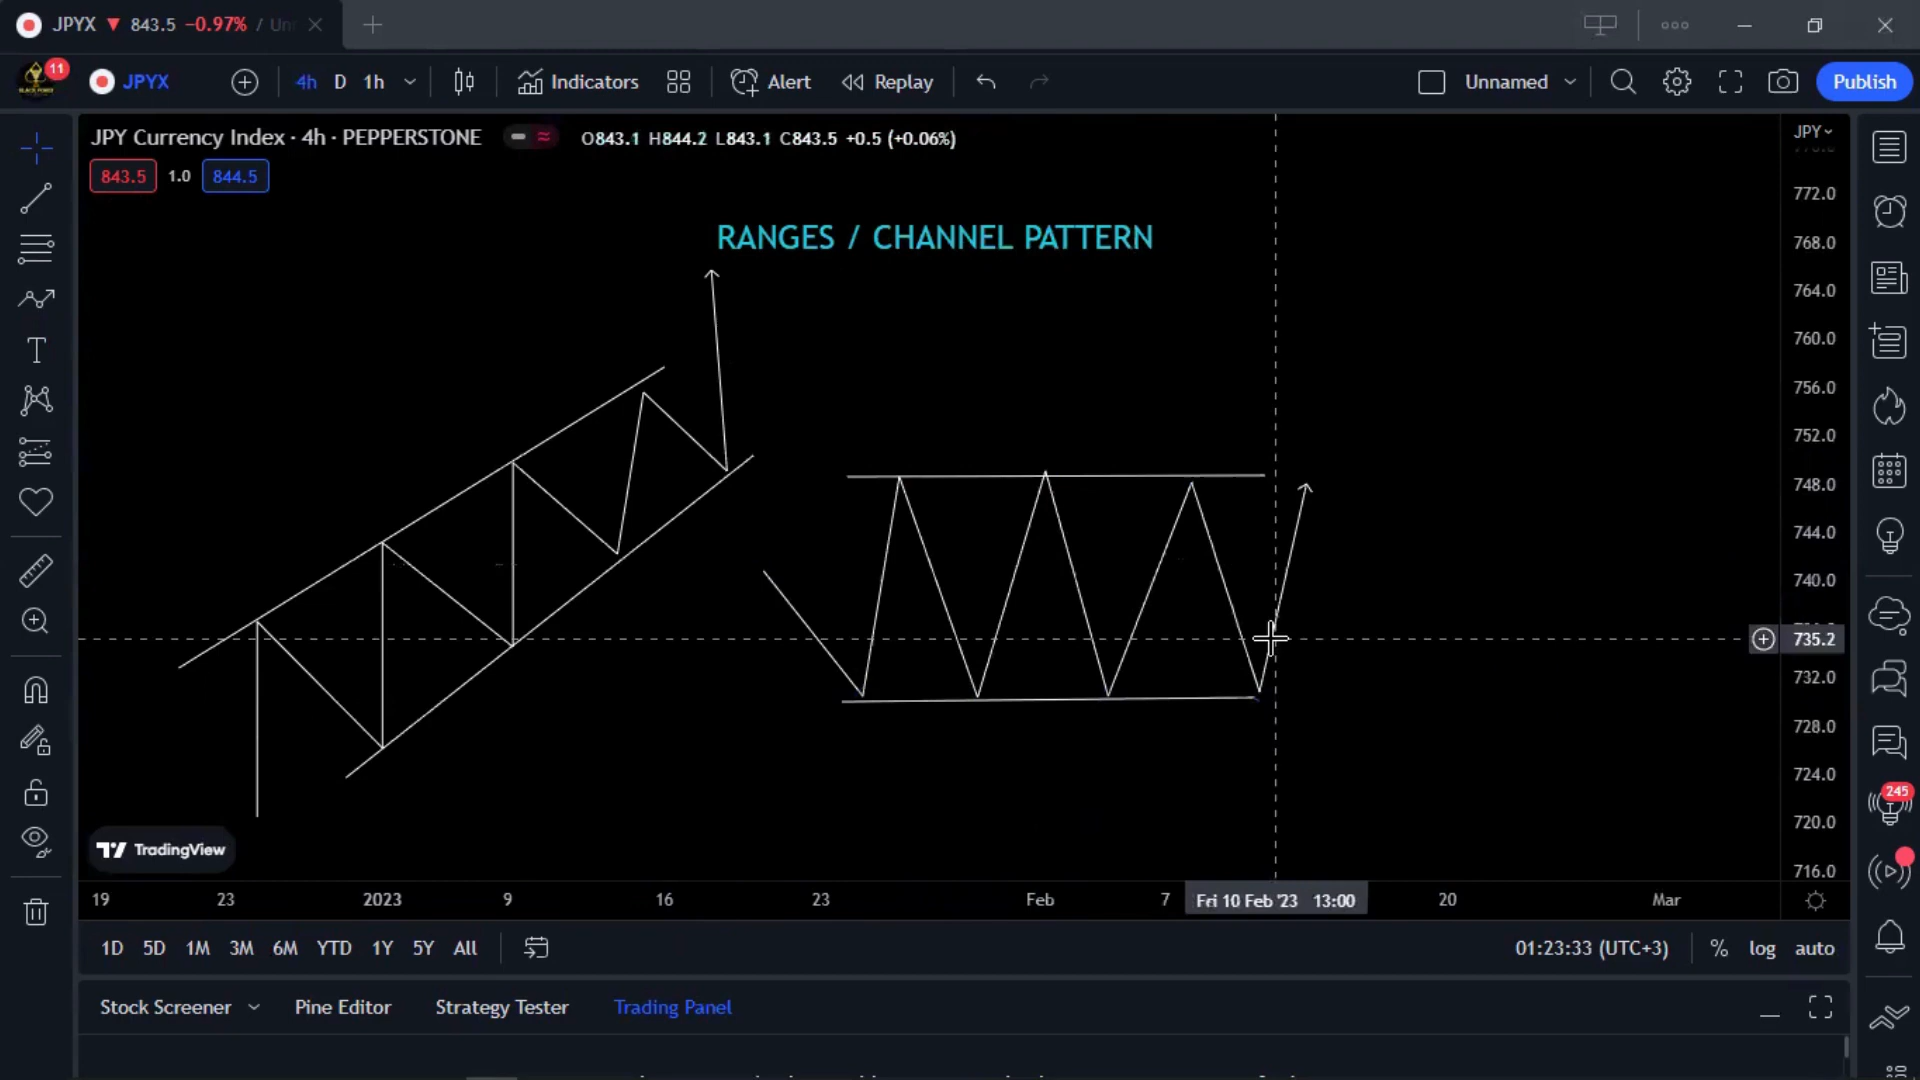 JPYX ▼ 843.5 −0.97% / Un
11
JPYX 4h D 1h Indicators Alert Replay Unnamed Publish
JPY Currency Index · 4h · PEPPERSTONE O843.1 H844.2 L843.1 C843.5 +0.5 (+0.06%)
JPY
843.5 1.0 844.5
RANGES / CHANNEL PATTERN
772.0
768.0
764.0
760.0
756.0
752.0
748.0
744.0
740.0
735.2
732.0
728.0
724.0
720.0
716.0
245
TradingView
19 23 2023 9 16 23 Feb 7 Fri 10 Feb '23 13:00 20 Mar
1D 5D 1M 3M 6M YTD 1Y 5Y All 01:23:33 (UTC+3) % log auto
Stock Screener Pine Editor Strategy Tester Trading Panel